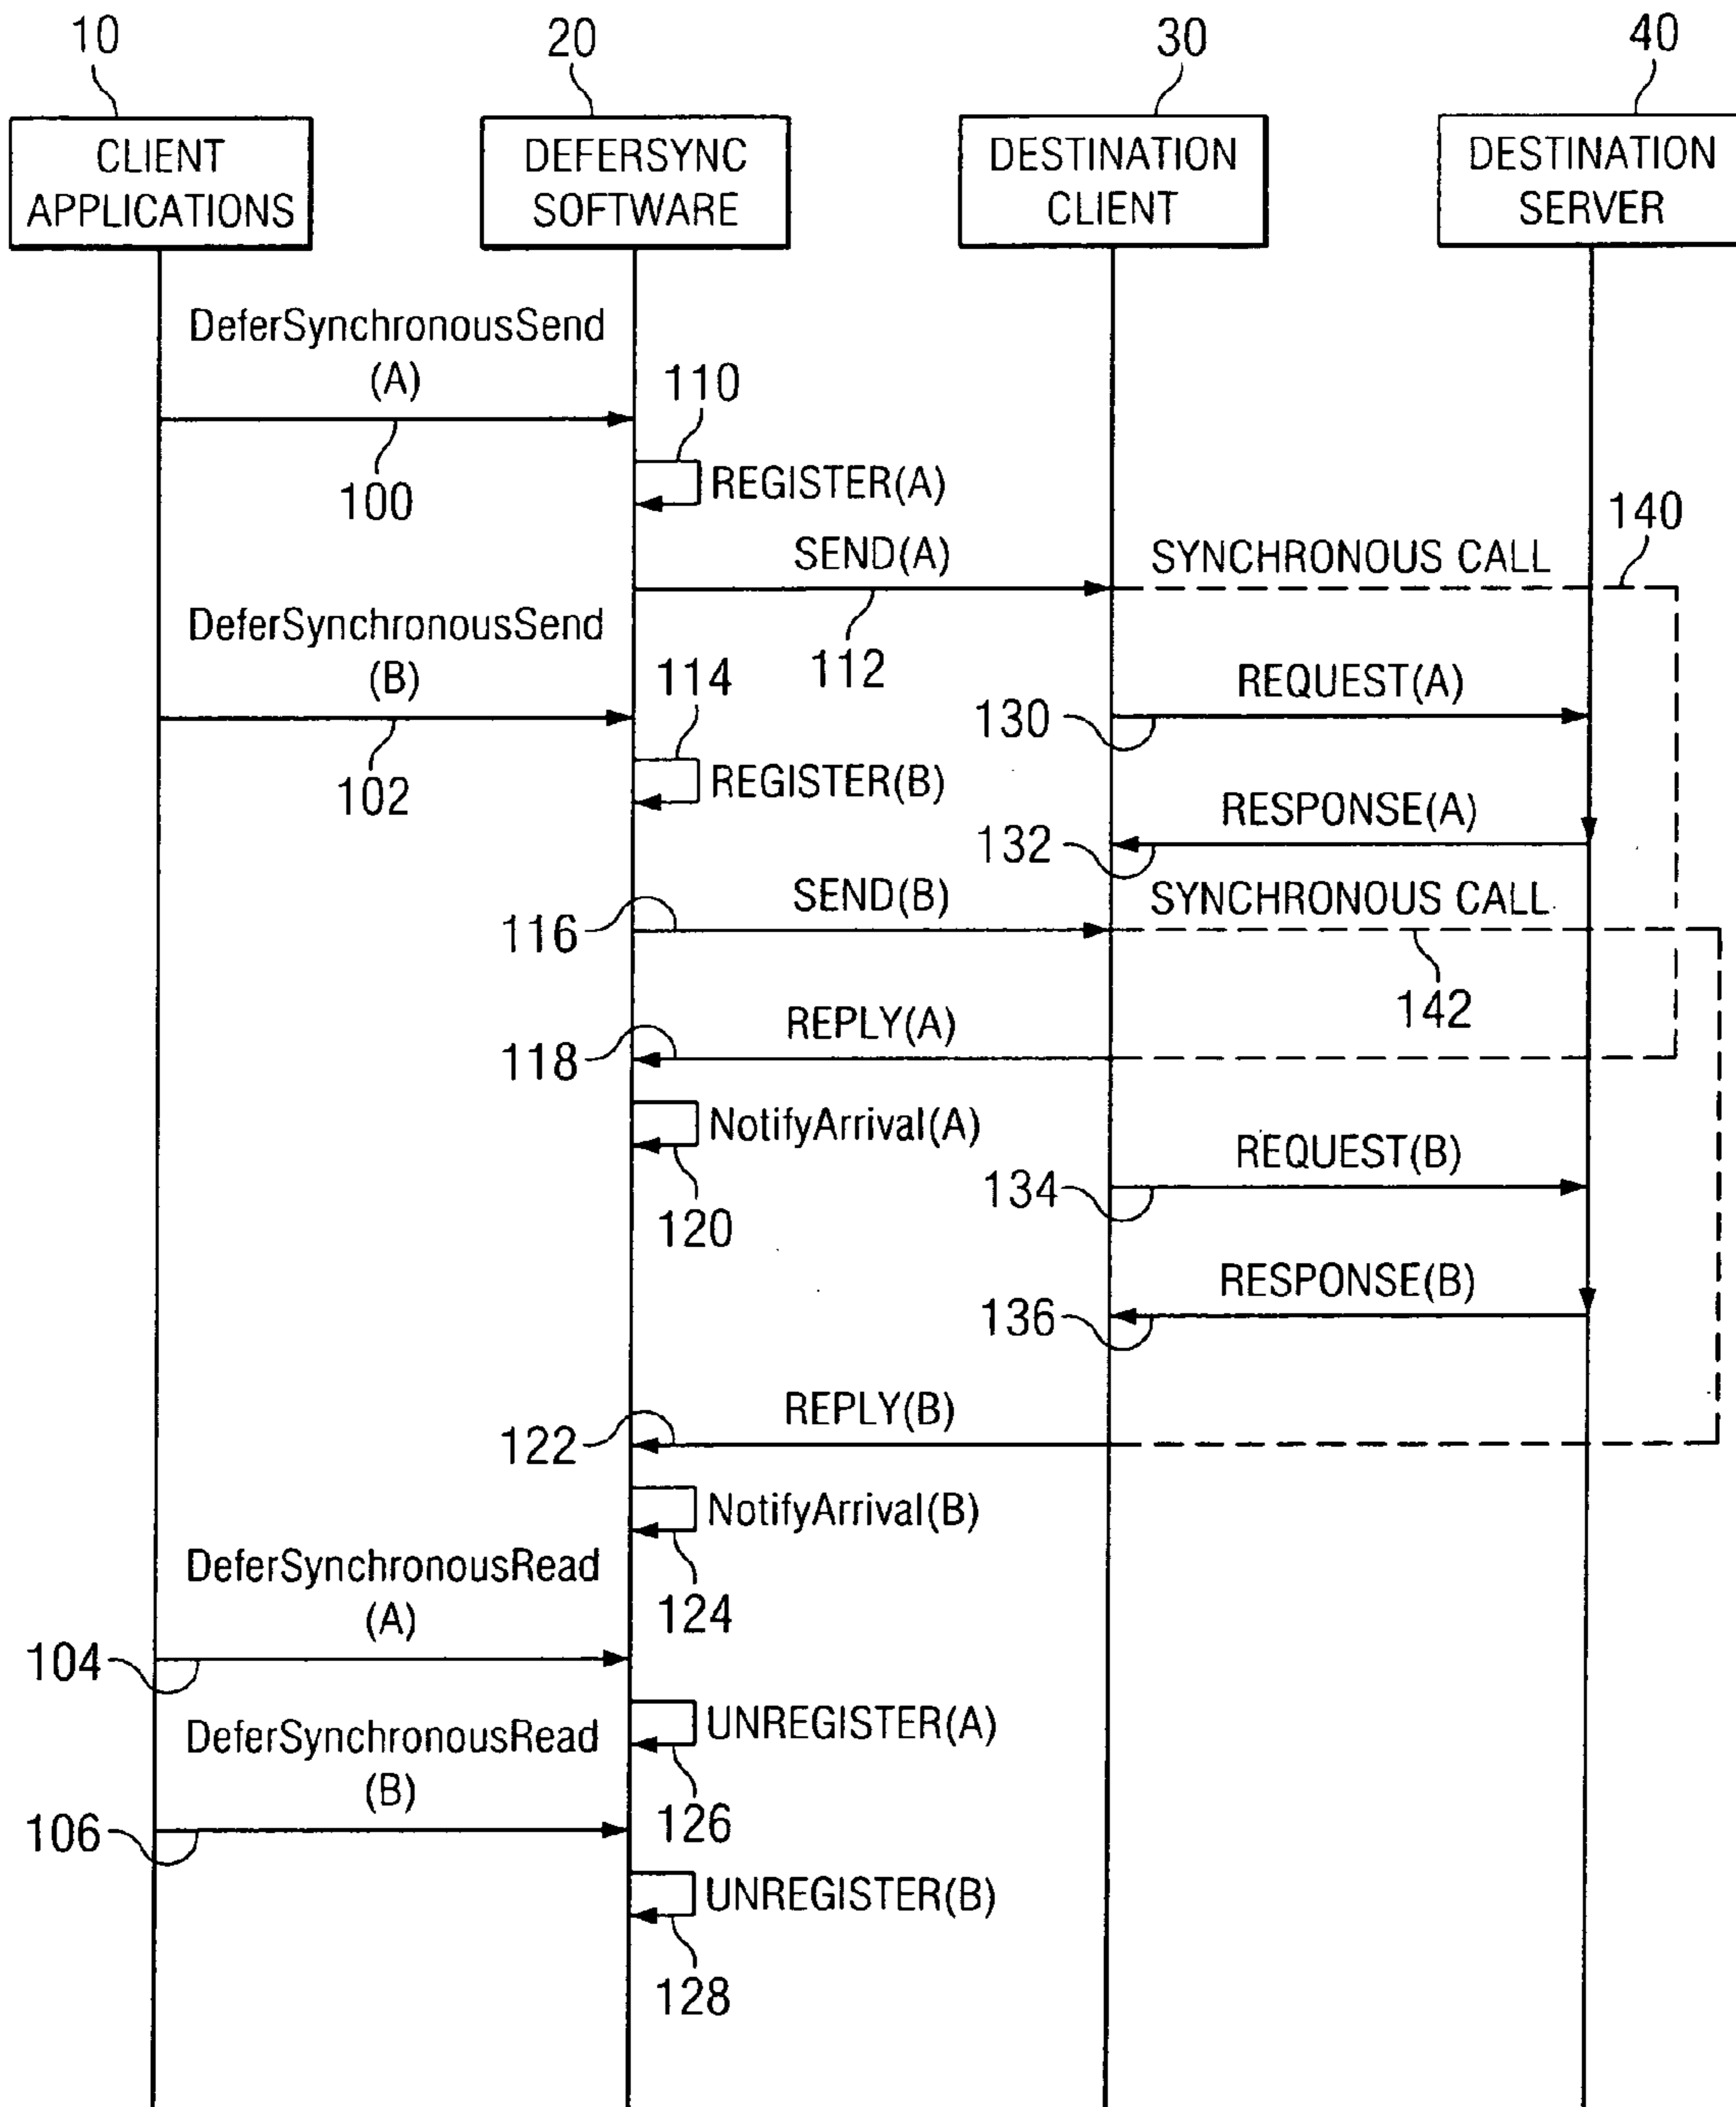 10
20
30
40
CLIENT
APPLICATIONS
DEFERSYNC
SOFTWARE
DESTINATION
CLIENT
DESTINATION
SERVER
DeferSynchronousSend
(A)
100
110
REGISTER(A)
SEND(A)
112
SYNCHRONOUS CALL
140
DeferSynchronousSend
(B)
102
114
REGISTER(B)
REQUEST(A)
130
RESPONSE(A)
132
SEND(B)
116
SYNCHRONOUS CALL
142
REPLY(A)
118
NotifyArrival(A)
120
REQUEST(B)
134
RESPONSE(B)
136
REPLY(B)
122
NotifyArrival(B)
124
DeferSynchronousRead
(A)
104
UNREGISTER(A)
126
DeferSynchronousRead
(B)
106
UNREGISTER(B)
128